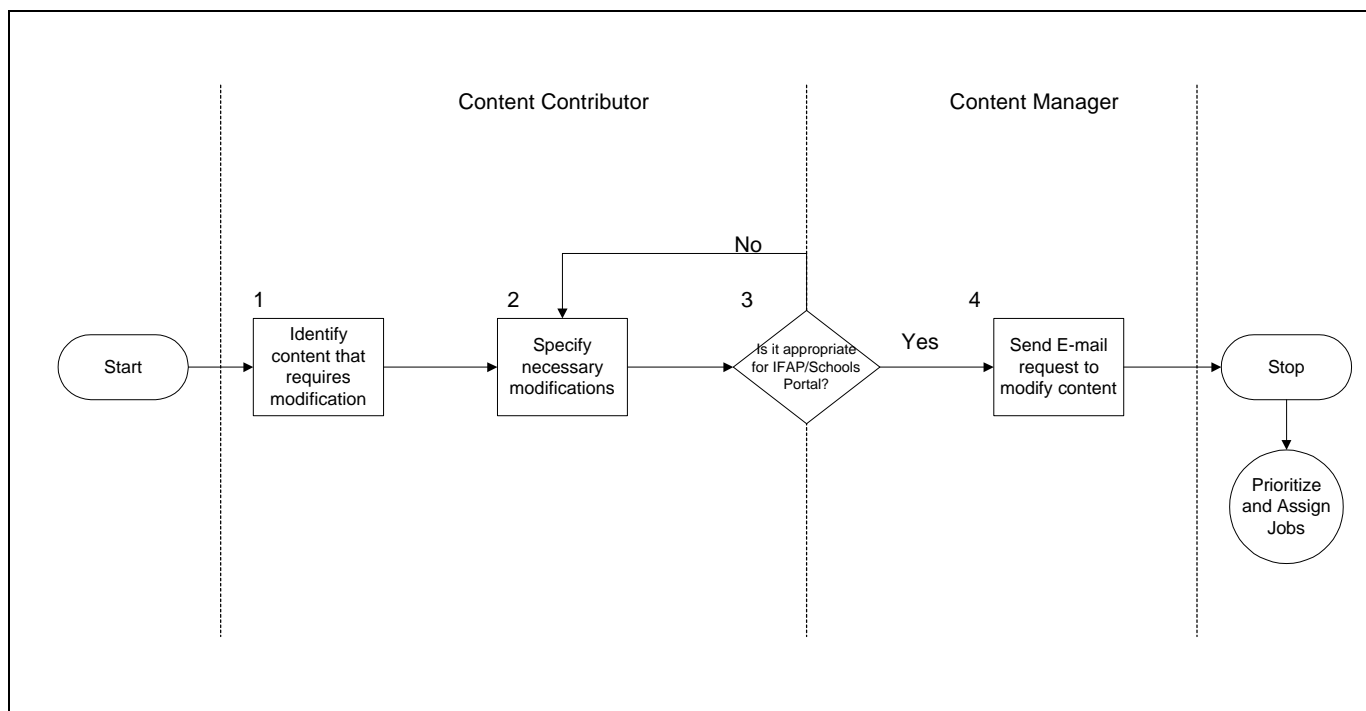 Content Contributor
Content Manager
No
1
2
3
4
Start
Identify
content that
requires
modification
Specify
necessary
modifications
Is it appropriate
for IFAP/Schools
Portal?
Yes
Send E-mail
request to
modify content
Stop
Prioritize
and Assign
Jobs